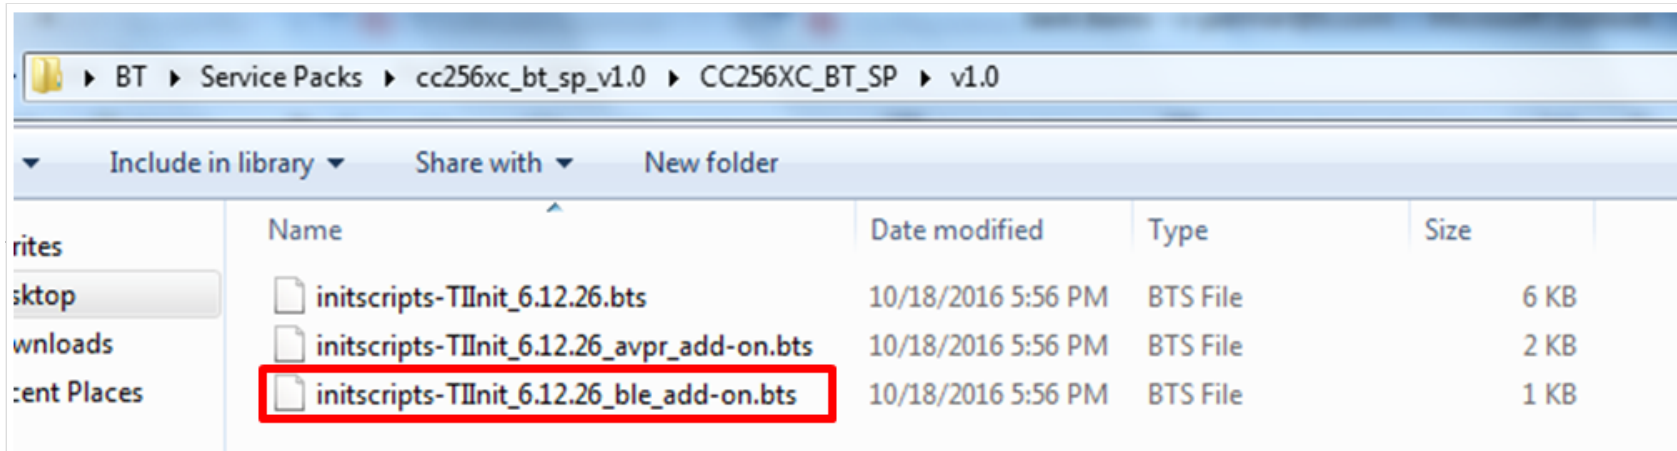 BT Service Packs cc256xc_bt_sp_v1.0 CC256XC_BT_SP v1.0
Include in library Share with New folder
Name Date modified Type Size
rites
sktop
wnloads
cent Places
initscripts-TIInit_6.12.26.bts 10/18/2016 5:56 PM BTS File 6 KB
initscripts-TIInit_6.12.26_avpr_add-on.bts 10/18/2016 5:56 PM BTS File 2 KB
initscripts-TIInit_6.12.26_ble_add-on.bts 10/18/2016 5:56 PM BTS File 1 KB